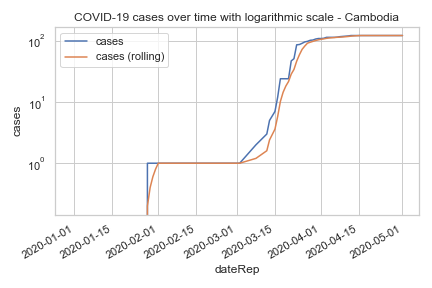 COVID-19 cases over time with logarithmic scale - Cambodia
cases
cases (rolling)
10²
10¹
10⁰
cases
2020-01-01
2020-01-15
2020-02-01
2020-02-15
2020-03-01
2020-03-15
2020-04-01
2020-04-15
2020-05-01
dateRep